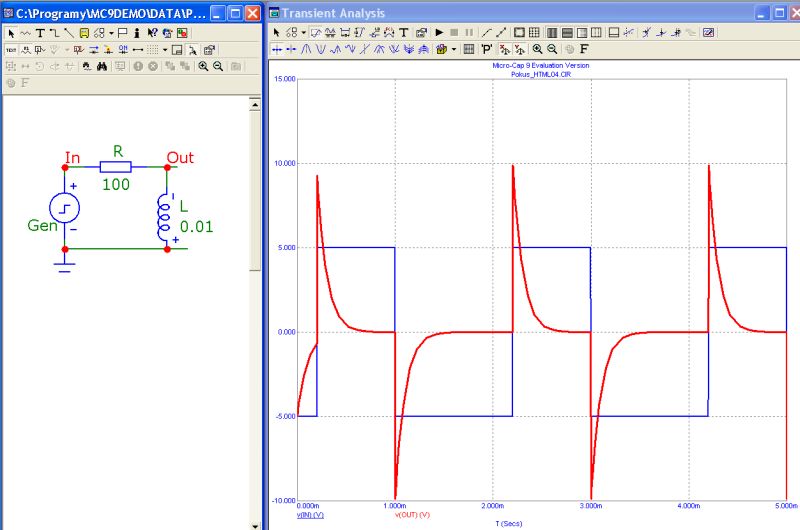 C:\Programy\MC9DEMO\DATA\P...
Transient Analysis
TEXT
'P'
F
F
Micro-Cap 9 Evaluation Version
Pokus_HTML04.CIR
In
R
Out
100
+
Gen
-
L
0.01
+
15.000
10.000
5.000
0.000
-5.000
-10.000
0.000m
1.000m
2.000m
3.000m
4.000m
5.000m
v(IN) (V)
v(OUT) (V)
T (Secs)